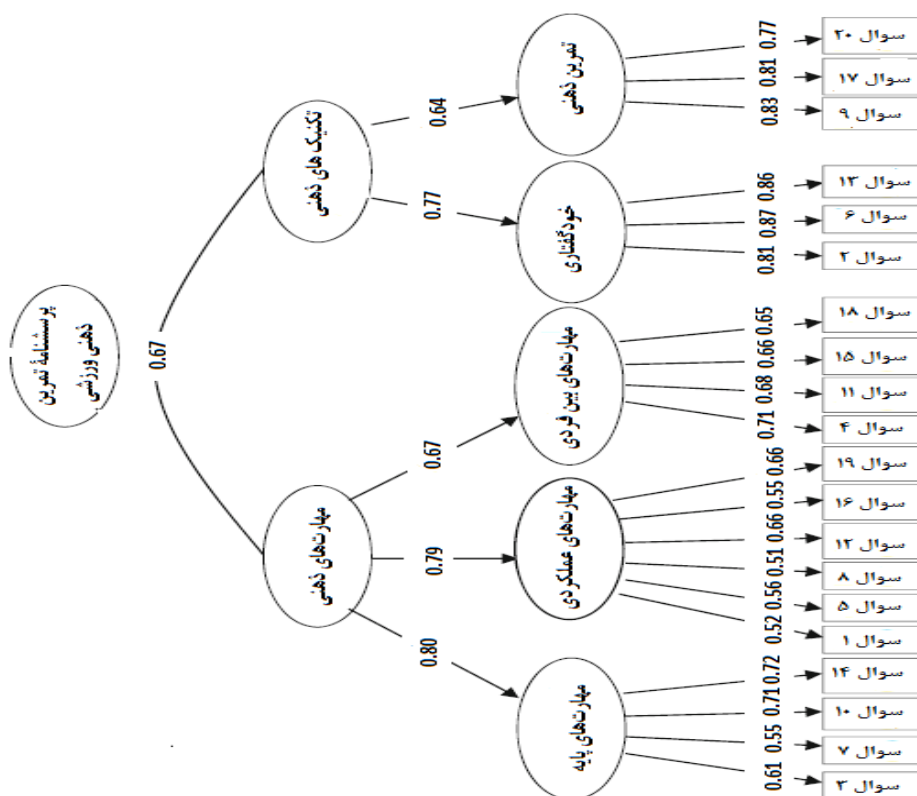 پرسشنامهٔ تمرین
ذهنی ورزشی
0.67
تکنیک های ذهنی
0.64
0.77
مهارت‌های ذهنی
0.67
0.79
0.80
تمرین ذهنی
0.77
0.81
0.83
سوال ۲۰
سوال ۱۷
سوال ۹
خودگفتاری
0.86
0.87
0.81
سوال ۱۳
سوال ۶
سوال ۲
مهارت‌های بین فردی
0.65
0.66
0.68
0.71
سوال ۱۸
سوال ۱۵
سوال ۱۱
سوال ۴
مهارت‌های عملکردی
0.66
0.55
0.66
0.51
0.56
0.52
سوال ۱۹
سوال ۱۶
سوال ۱۲
سوال ۸
سوال ۵
سوال ۱
مهارت‌های پایه
0.72
0.71
0.55
0.61
سوال ۱۴
سوال ۱۰
سوال ۷
سوال ۳